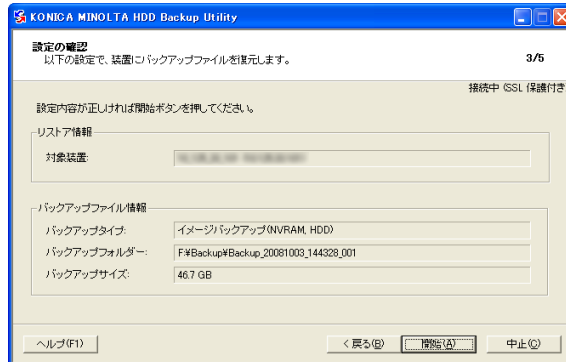 KONICA MINOLTA HDD Backup Utility
設定の確認
以下の設定で、装置にバックアップファイルを復元します。
3/5
接続中 (SSL 保護付き
設定内容が正しければ開始ボタンを押してください。
リストア情報
対象装置:
バックアップファイル情報
バックアップタイプ:
イメージバックアップ(NVRAM, HDD)
バックアップフォルダー:
F:¥Backup¥Backup_20081003_144328_001
バックアップサイズ:
46.7 GB
ヘルプ(F1)
< 戻る(B)
開始(A)
中止(C)